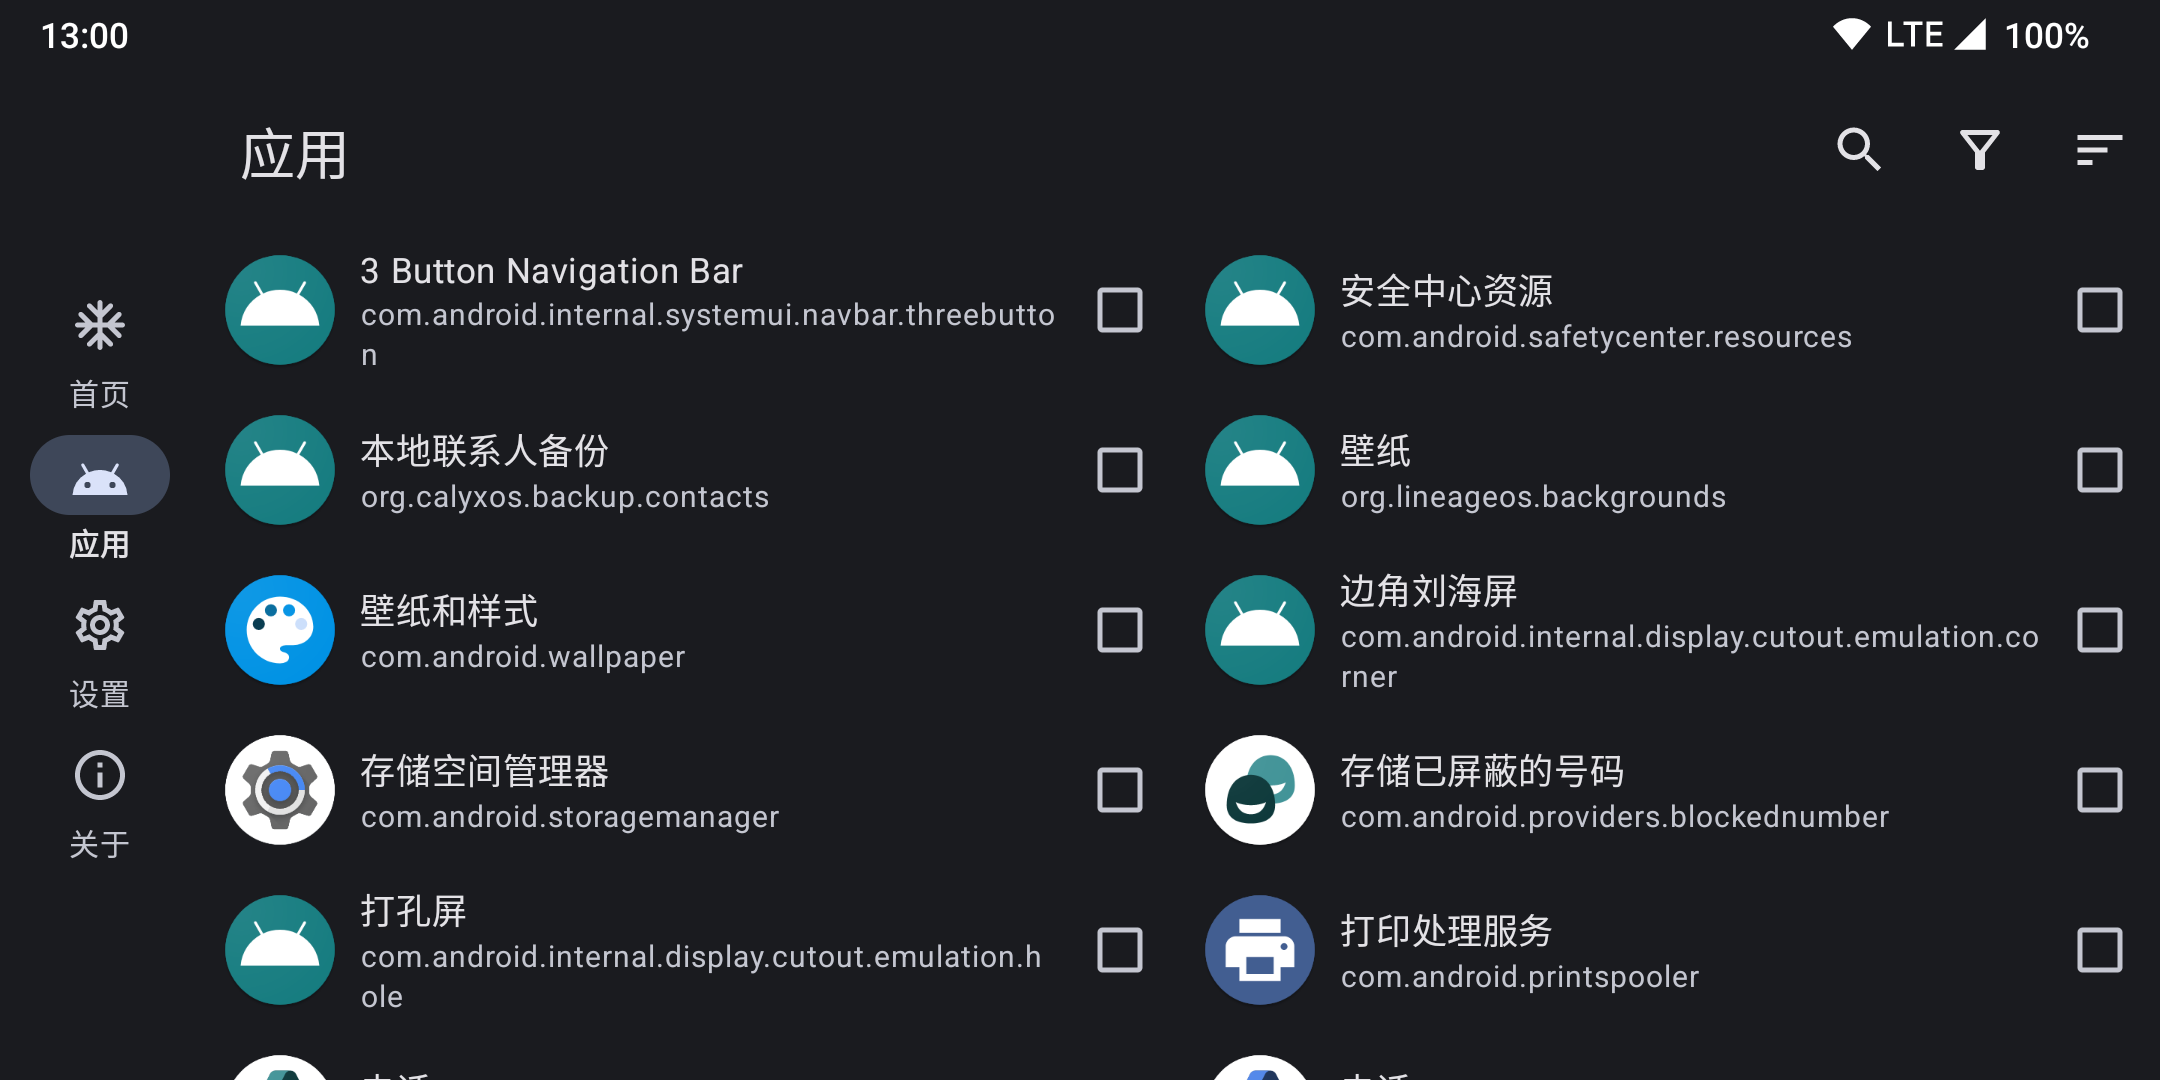 13:00
LTE
100%
应用
首页
应用
设置
关于
3 Button Navigation Bar
com.android.internal.systemui.navbar.threebutto
n
安全中心资源
com.android.safetycenter.resources
本地联系人备份
org.calyxos.backup.contacts
壁纸
org.lineageos.backgrounds
壁纸和样式
com.android.wallpaper
边角刘海屏
com.android.internal.display.cutout.emulation.co
rner
存储空间管理器
com.android.storagemanager
存储已屏蔽的号码
com.android.providers.blockednumber
打孔屏
com.android.internal.display.cutout.emulation.h
ole
打印处理服务
com.android.printspooler